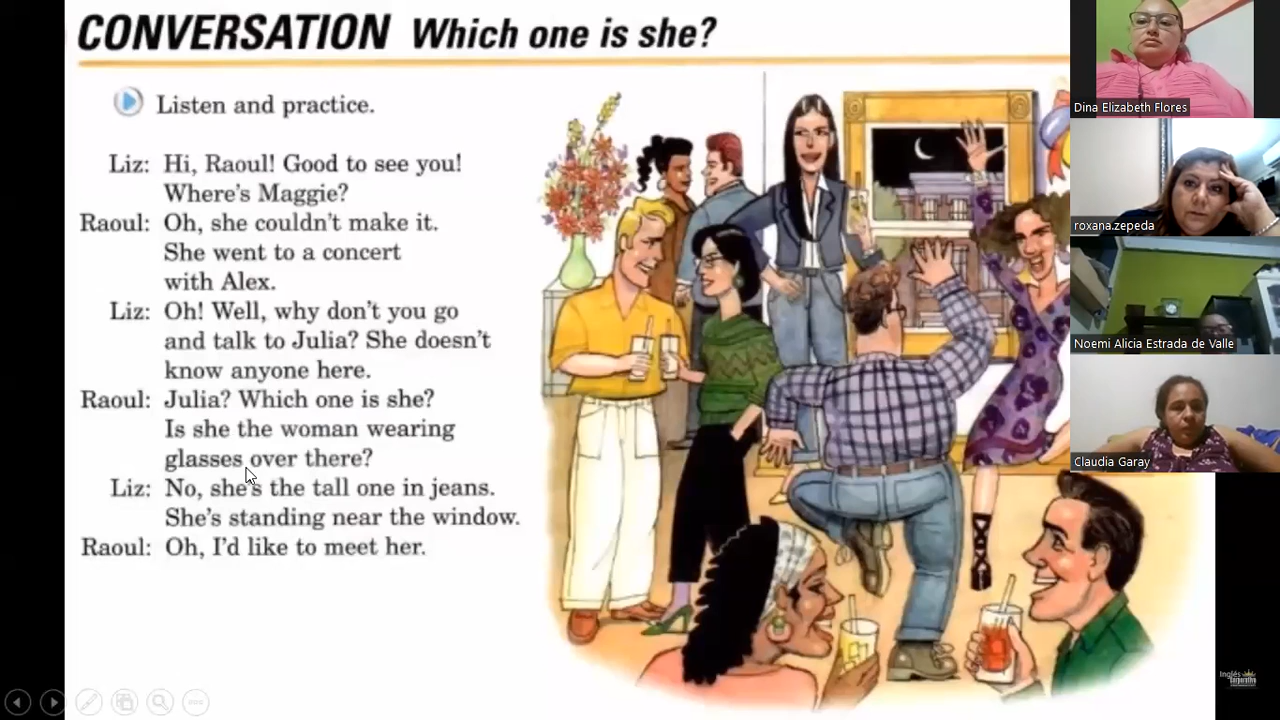 CONVERSATION Which one is she?
Listen and practice.
Liz: Hi, Raoul! Good to see you!
Where's Maggie?
Raoul: Oh, she couldn't make it.
She went to a concert
with Alex.
Liz: Oh! Well, why don't you go
and talk to Julia? She doesn't
know anyone here.
Raoul: Julia? Which one is she?
Is she the woman wearing
glasses over there?
Liz: No, she's the tall one in jeans.
She's standing near the window.
Raoul: Oh, I'd like to meet her.
Dina Elizabeth Flores
roxana.zepeda
Noemi Alicia Estrada de Valle
Claudia Garay
Inglés